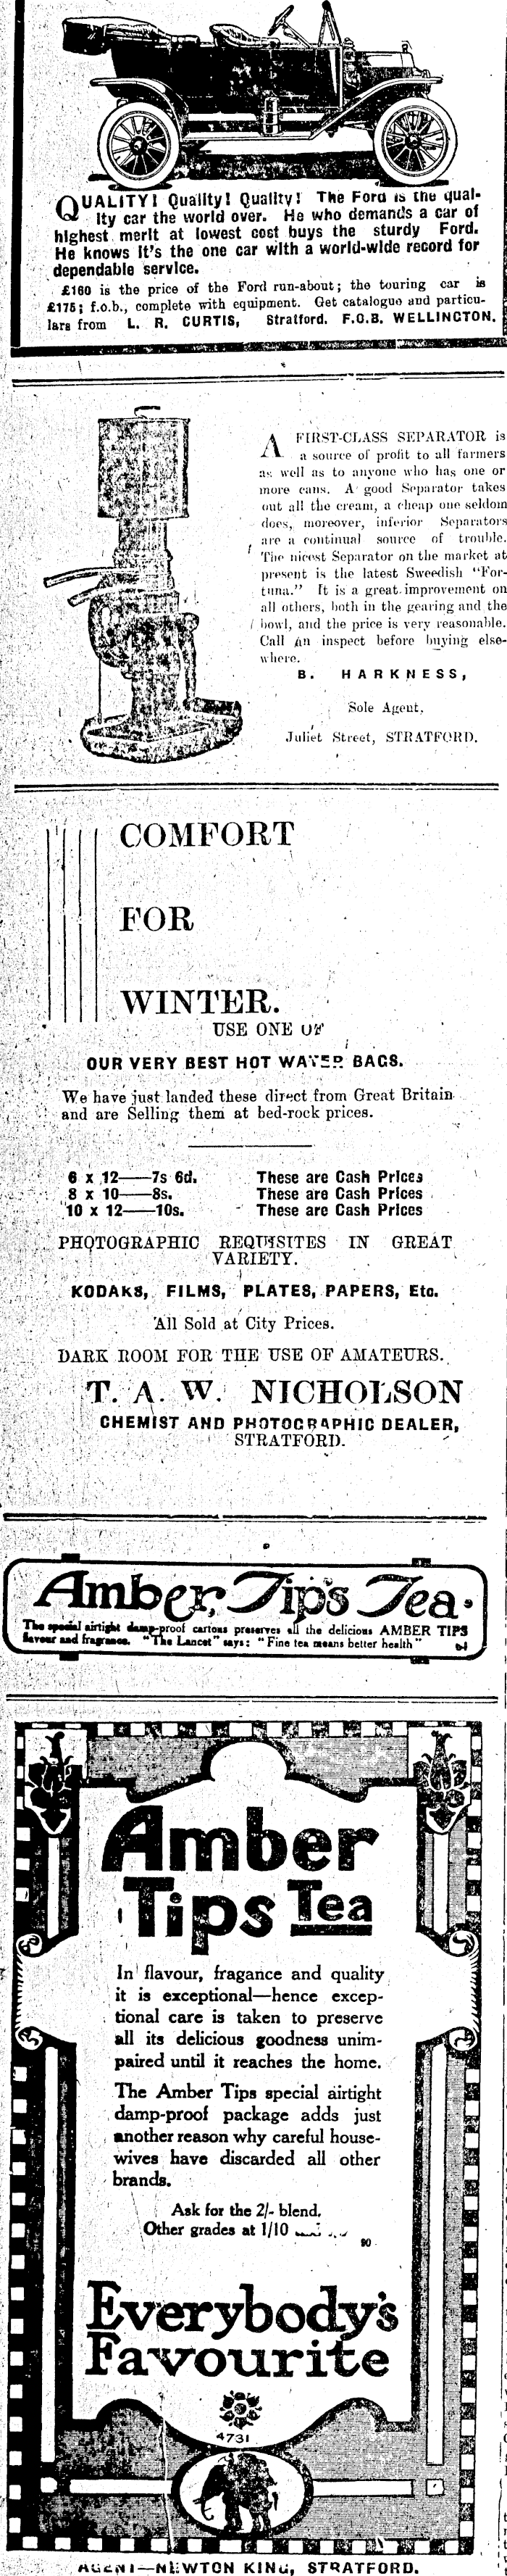 QUALITY! Quality! Quality! The Ford is the qual-
ity car the world over. He who demands a car of
highest merit at lowest cost buys the sturdy Ford.
He knows it's the one car with a world-wide record for
dependable service.
£160 is the price of the Ford run-about; the touring car is
£175; f.o.b., complete with equipment. Get catalogue and particu-
lars from L. R. CURTIS, Stratford. F.O.B. WELLINGTON.
A FIRST-CLASS SEPARATOR is
a source of profit to all farmers
as well as to anyone who has one or
more cans. A good Separator takes
out all the cream, a cheap one seldom
does, moreover, inferior Separators
are a continual source of trouble.
The nicest Separator on the market at
present is the latest Sweedish "For-
tuna." It is a great improvement on
all others, both in the gearing and the
bowl, and the price is very reasonable.
Call an inspect before buying else-
where.
B. HARKNESS,
Sole Agent,
Juliet Street, STRATFORD.
COMFORT
FOR
WINTER.
USE ONE OF
OUR VERY BEST HOT WATER BAGS.
We have just landed these direct from Great Britain
and are Selling them at bed-rock prices.
6 x 12——7s 6d. These are Cash Prices
8 x 10——8s. These are Cash Prices
10 x 12——10s. These are Cash Prices
PHOTOGRAPHIC REQUISITES IN GREAT
VARIETY.
KODAKS, FILMS, PLATES, PAPERS, Etc.
All Sold at City Prices.
DARK ROOM FOR THE USE OF AMATEURS.
T. A. W. NICHOLSON
CHEMIST AND PHOTOGRAPHIC DEALER,
STRATFORD.
Amber Tips Tea.
The special airtight damp-proof cartons preserves all the delicious AMBER TIPS
flavour and fragrance. "The Lancet" says: "Fine tea means better health"
Amber
Tips Tea
In flavour, fragance and quality
it is exceptional—hence excep-
tional care is taken to preserve
all its delicious goodness unim-
paired until it reaches the home.
The Amber Tips special airtight
damp-proof package adds just
another reason why careful house-
wives have discarded all other
brands.
Ask for the 2/- blend.
Other grades at 1/10
90
Everybody's
Favourite
4731
AGENT—NEWTON KING, STRATFORD.